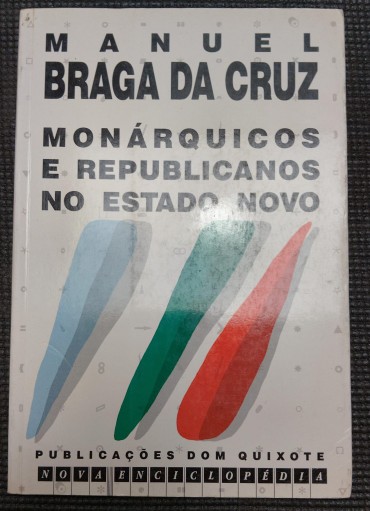 MANUEL
BRAGA DA CRUZ
MONÁRQUICOS
E REPUBLICANOS
NO ESTADO NOVO
PUBLICAÇÕES DOM QUIXOTE
NOVA ENCICLOPÉDIA